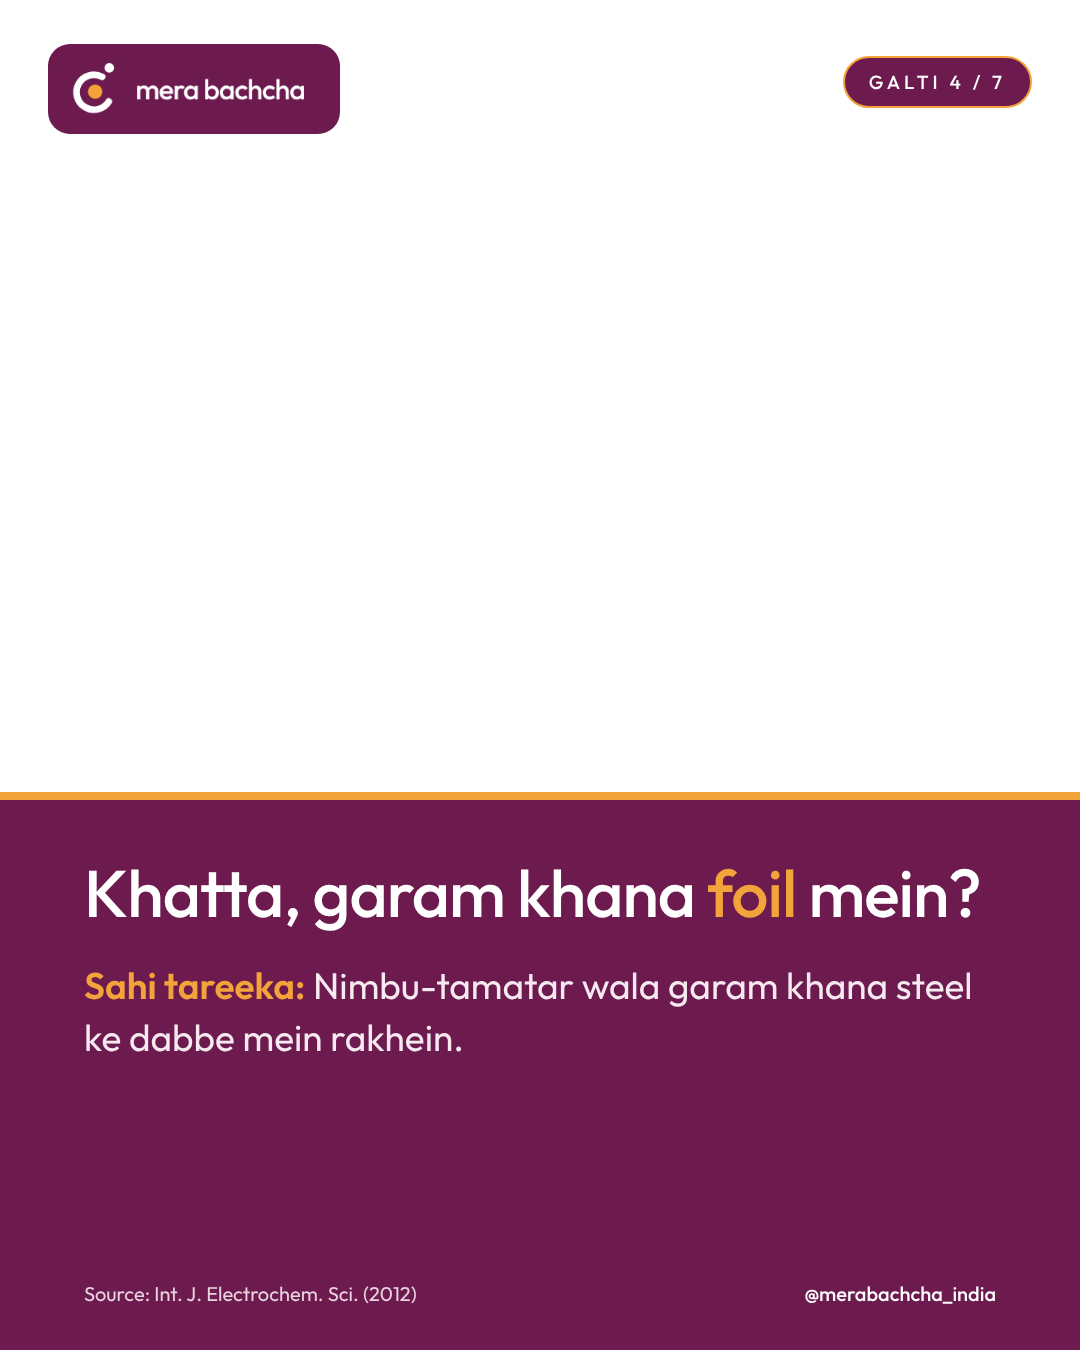 mera bachcha
GALTI 4 / 7
Khatta, garam khana foil mein?
Sahi tareeka: Nimbu-tamatar wala garam khana steel
ke dabbe mein rakhein.
Source: Int. J. Electrochem. Sci. (2012)
@merabachcha_india